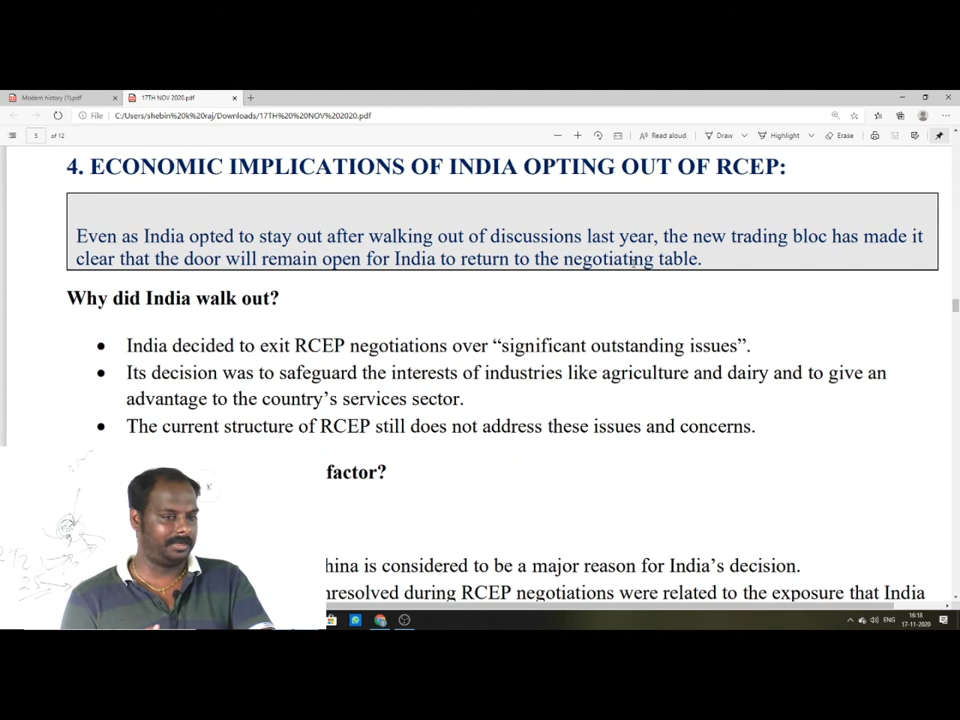 Modern history (1).pdf
17TH NOV 2020.pdf
File
C:/Users/shebin%20k%20raj/Downloads/17TH%20%20NOV%202020.pdf
5 of 12
Read aloud
Draw
Highlight
Erase
4. ECONOMIC IMPLICATIONS OF INDIA OPTING OUT OF RCEP:
Even as India opted to stay out after walking out of discussions last year, the new trading bloc has made it
clear that the door will remain open for India to return to the negotiating table.
Why did India walk out?
• India decided to exit RCEP negotiations over “significant outstanding issues”.
• Its decision was to safeguard the interests of industries like agriculture and dairy and to give an
advantage to the country’s services sector.
• The current structure of RCEP still does not address these issues and concerns.
factor?
hina is considered to be a major reason for India’s decision.
nresolved during RCEP negotiations were related to the exposure that India
ENG
16:18
17-11-2020